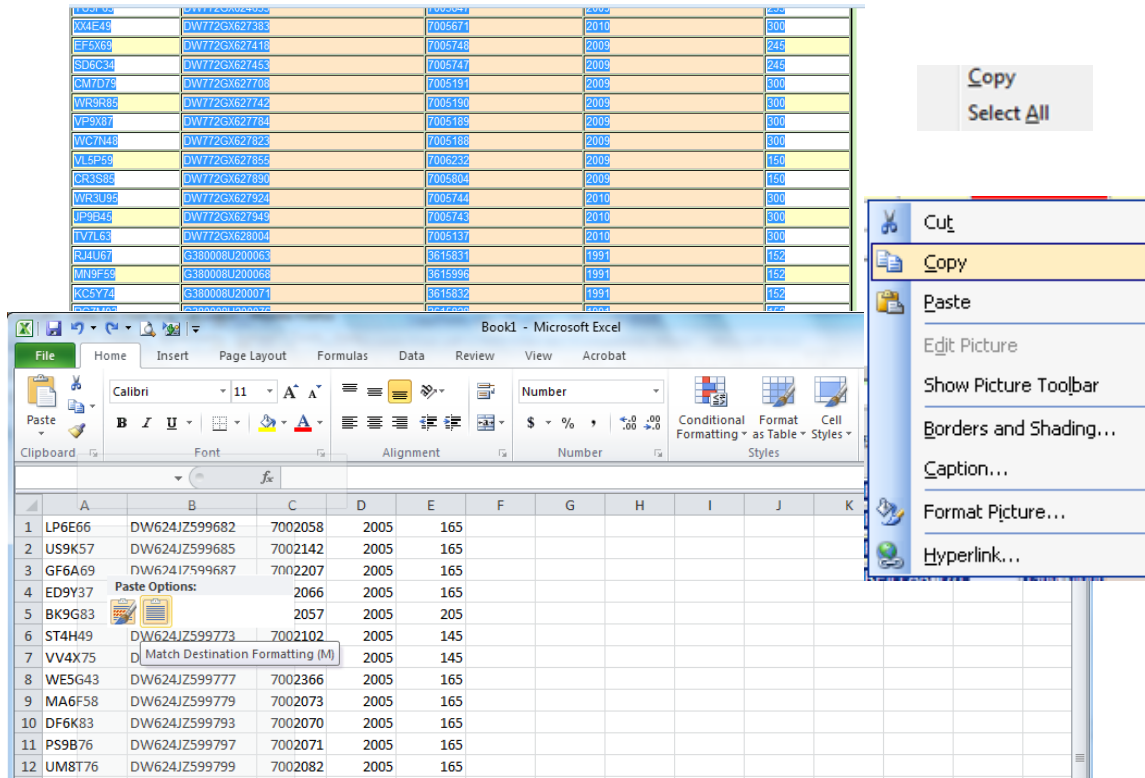 XX4E49 DW772GX627383 7005671 2010 300
EF5X69 DW772GX627418 7005748 2009 245
SD6C34 DW772GX627453 7005747 2009 245
CM7D79 DW772GX627708 7005191 2009 300
WR9R85 DW772GX627742 7005190 2009 300
VP9X87 DW772GX627784 7005189 2009 300
WC7N48 DW772GX627823 7005188 2009 300
VL5P59 DW772GX627855 7006232 2009 150
CR3S85 DW772GX627890 7005804 2009 150
WR3U95 DW772GX627924 7005744 2010 300
JP9B45 DW772GX627949 7005743 2010 300
TV7L63 DW772GX628004 7005137 2010 300
RJ4U67 G380008U200063 3615831 1991 152
MN9F59 G380008U200068 3615996 1991 152
KC5Y74 G380008U200071 3615832 1991 152
Copy
Select All
Cut
Copy
Paste
Edit Picture
Show Picture Toolbar
Borders and Shading...
Caption...
Format Picture...
Hyperlink...
Book1 - Microsoft Excel
File Home Insert Page Layout Formulas Data Review View Acrobat
Calibri 11 A A Number
Paste B I U A $ % , .0 .00 .00 .0 Conditional Formatting Format as Table Cell Styles
Clipboard Font Alignment Number Styles
fx
A B C D E F G H I J K
1 LP6E66 DW624JZ599682 7002058 2005 165
2 US9K57 DW624JZ599685 7002142 2005 165
3 GF6A69 DW624JZ599687 7002207 2005 165
4 ED9Y37 Paste Options: 2066 2005 165
5 BK9G83 2057 2005 205
6 ST4H49 DW624JZ599773 7002102 2005 145
7 VV4X75 D Match Destination Formatting (M) 2005 145
8 WE5G43 DW624JZ599777 7002366 2005 165
9 MA6F58 DW624JZ599779 7002073 2005 165
10 DF6K83 DW624JZ599793 7002070 2005 165
11 PS9B76 DW624JZ599797 7002071 2005 165
12 UM8T76 DW624JZ599799 7002082 2005 165